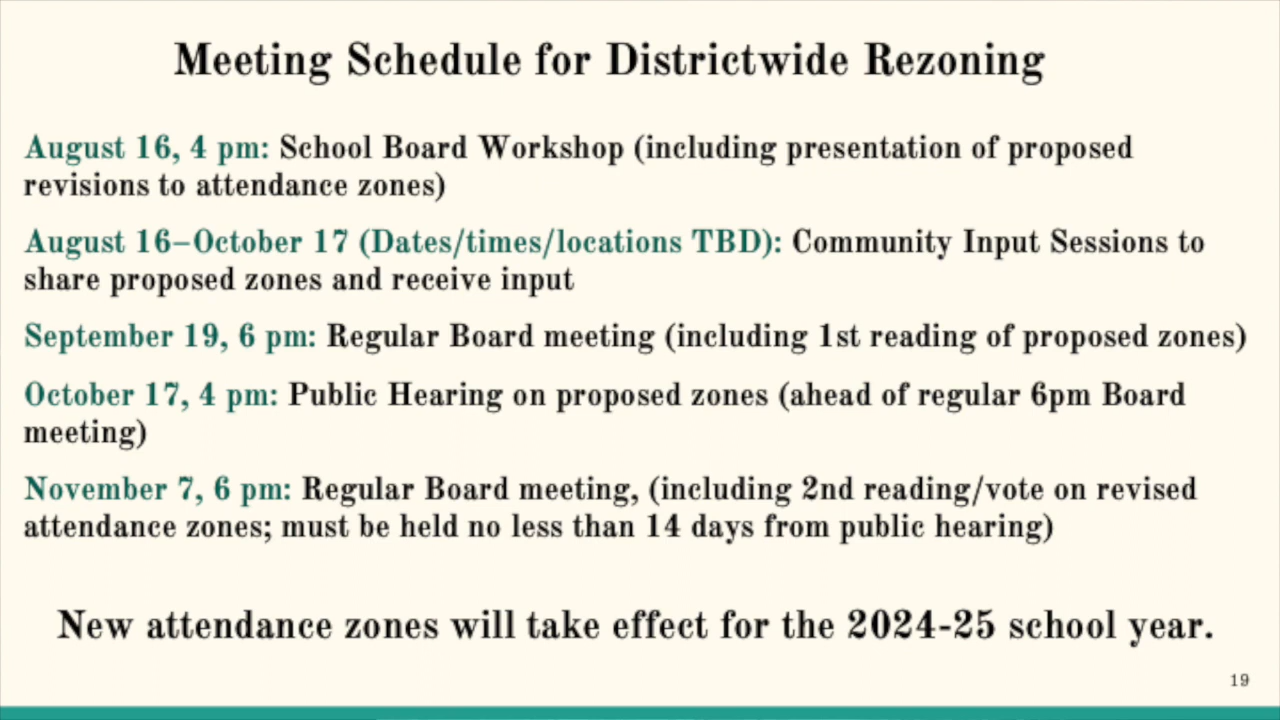 Meeting Schedule for Districtwide Rezoning
August 16, 4 pm: School Board Workshop (including presentation of proposed
revisions to attendance zones)
August 16–October 17 (Dates/times/locations TBD): Community Input Sessions to
share proposed zones and receive input
September 19, 6 pm: Regular Board meeting (including 1st reading of proposed zones)
October 17, 4 pm: Public Hearing on proposed zones (ahead of regular 6pm Board
meeting)
November 7, 6 pm: Regular Board meeting, (including 2nd reading/vote on revised
attendance zones; must be held no less than 14 days from public hearing)
New attendance zones will take effect for the 2024-25 school year.
19